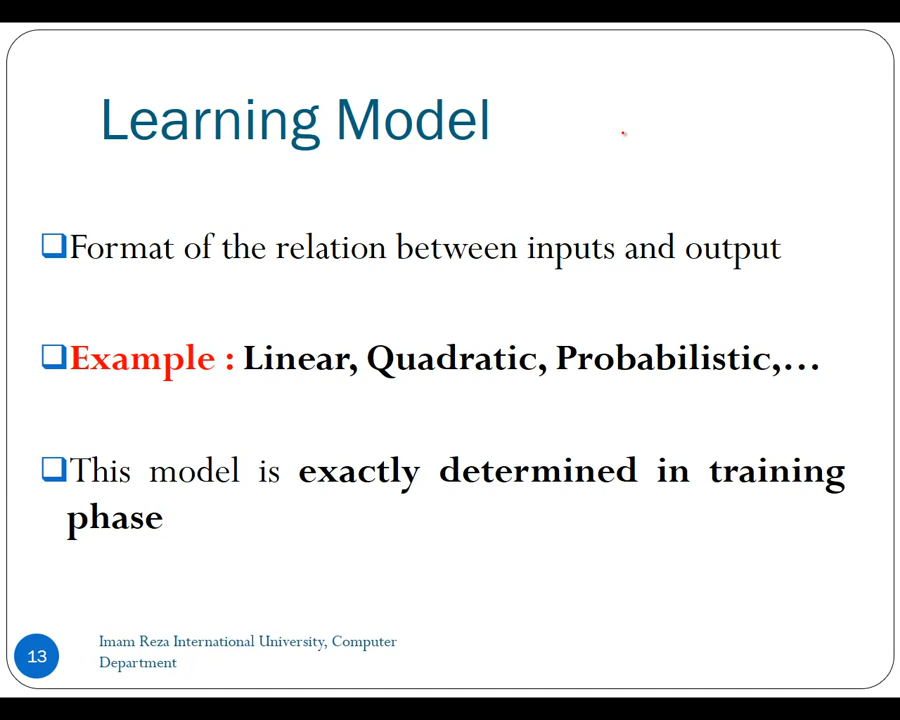 Learning Model
Format of the relation between inputs and output
Example : Linear, Quadratic, Probabilistic,…
This model is exactly determined in training
phase
Imam Reza International University, Computer
Department
13